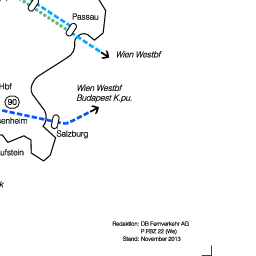 Passau
Wien Westbf
Hbf
Wien Westbf
Budapest K.pu.
90
senheim
Salzburg
ufstein
k
Redaktion: DB Fernverkehr AG
P.FBZ 22 (We)
Stand: November 2013